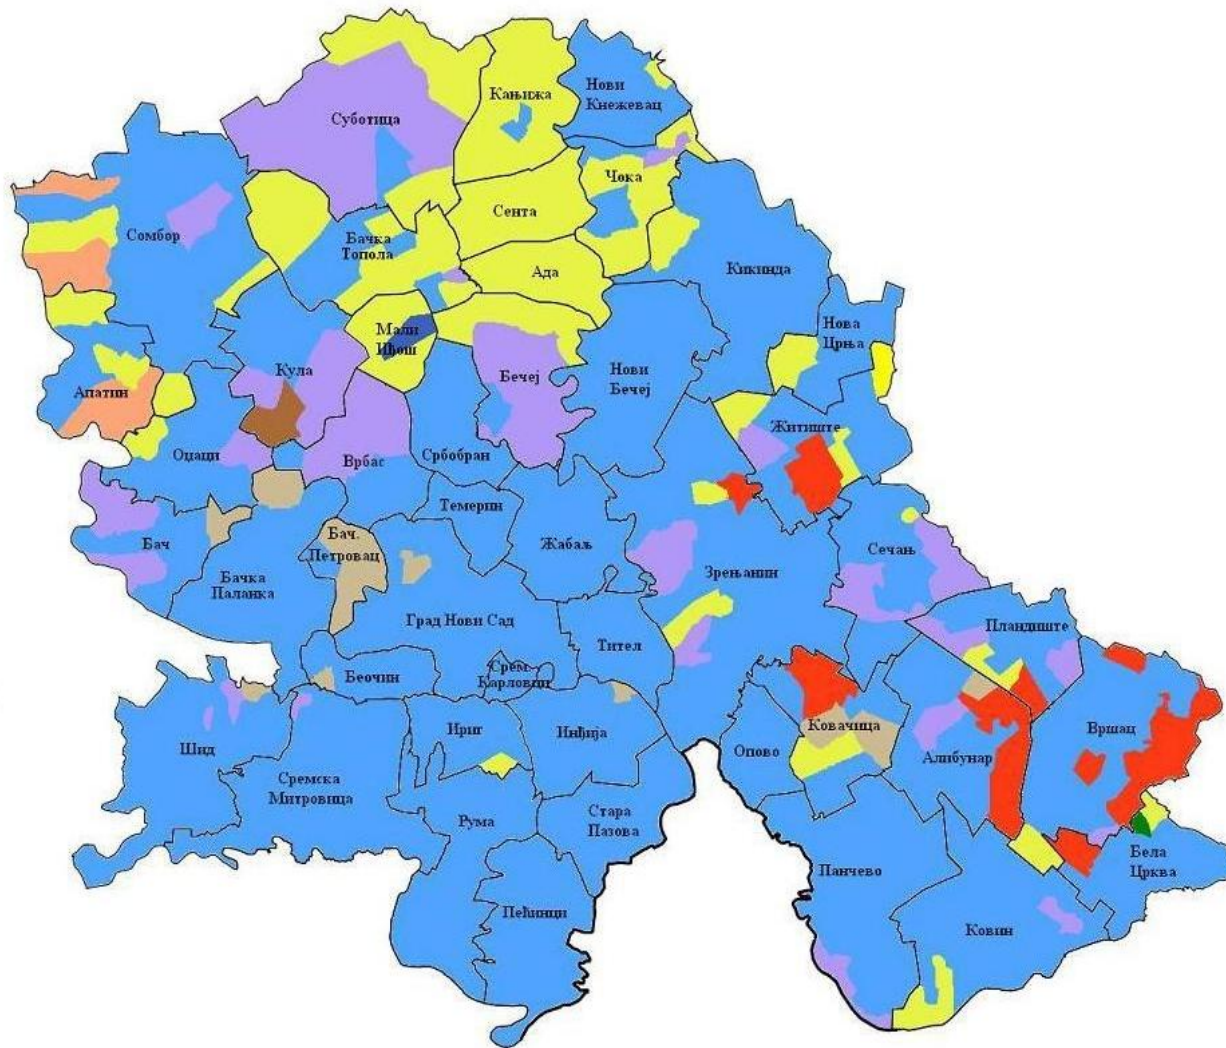 Нови
Кнежевац
Кањижа
Суботица
Чока
Сента
Сомбор
Бачка
Топола
Ада
Кикинда
Мали
Иђош
Нова
Црња
Кула
Бечеј
Нови
Бечеј
Апатин
Житиште
Оџаци
Врбас
Србобран
Темерин
Бач.
Петровац
Бач
Жабаљ
Зрењанин
Сечањ
Бачка
Паланка
Град Нови Сад
Тител
Пландиште
Беочин
Срем.
Карловци
Шид
Ириг
Инђија
Опово
Ковачица
Алибунар
Вршац
Сремска
Митровица
Рума
Стара
Пазова
Панчево
Бела
Црква
Пећинци
Ковин